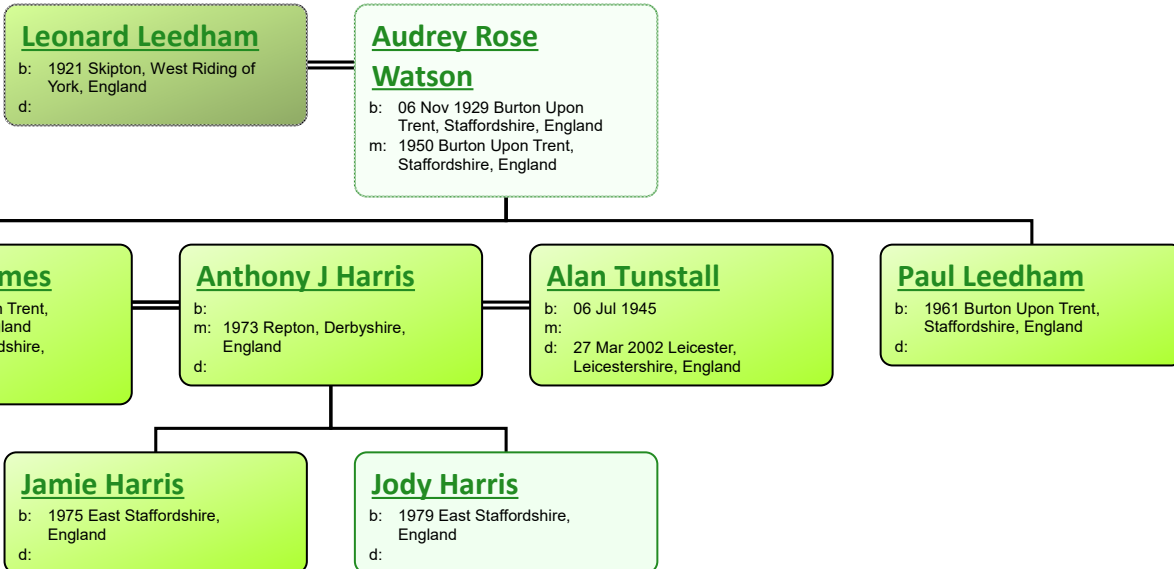 Leonard Leedham
b: 1921 Skipton, West Riding of
York, England
d:
Audrey Rose
Watson
b: 06 Nov 1929 Burton Upon
Trent, Staffordshire, England
m: 1950 Burton Upon Trent,
Staffordshire, England
mes
Trent,
Anthony J Harris
b:
m: 1973 Repton, Derbyshire,
England
d:
Alan Tunstall
b: 06 Jul 1945
m:
d: 27 Mar 2002 Leicester,
Leicestershire, England
Paul Leedham
b: 1961 Burton Upon Trent,
Staffordshire, England
d:
Jamie Harris
b: 1975 East Staffordshire,
England
d:
Jody Harris
b: 1979 East Staffordshire,
England
d: